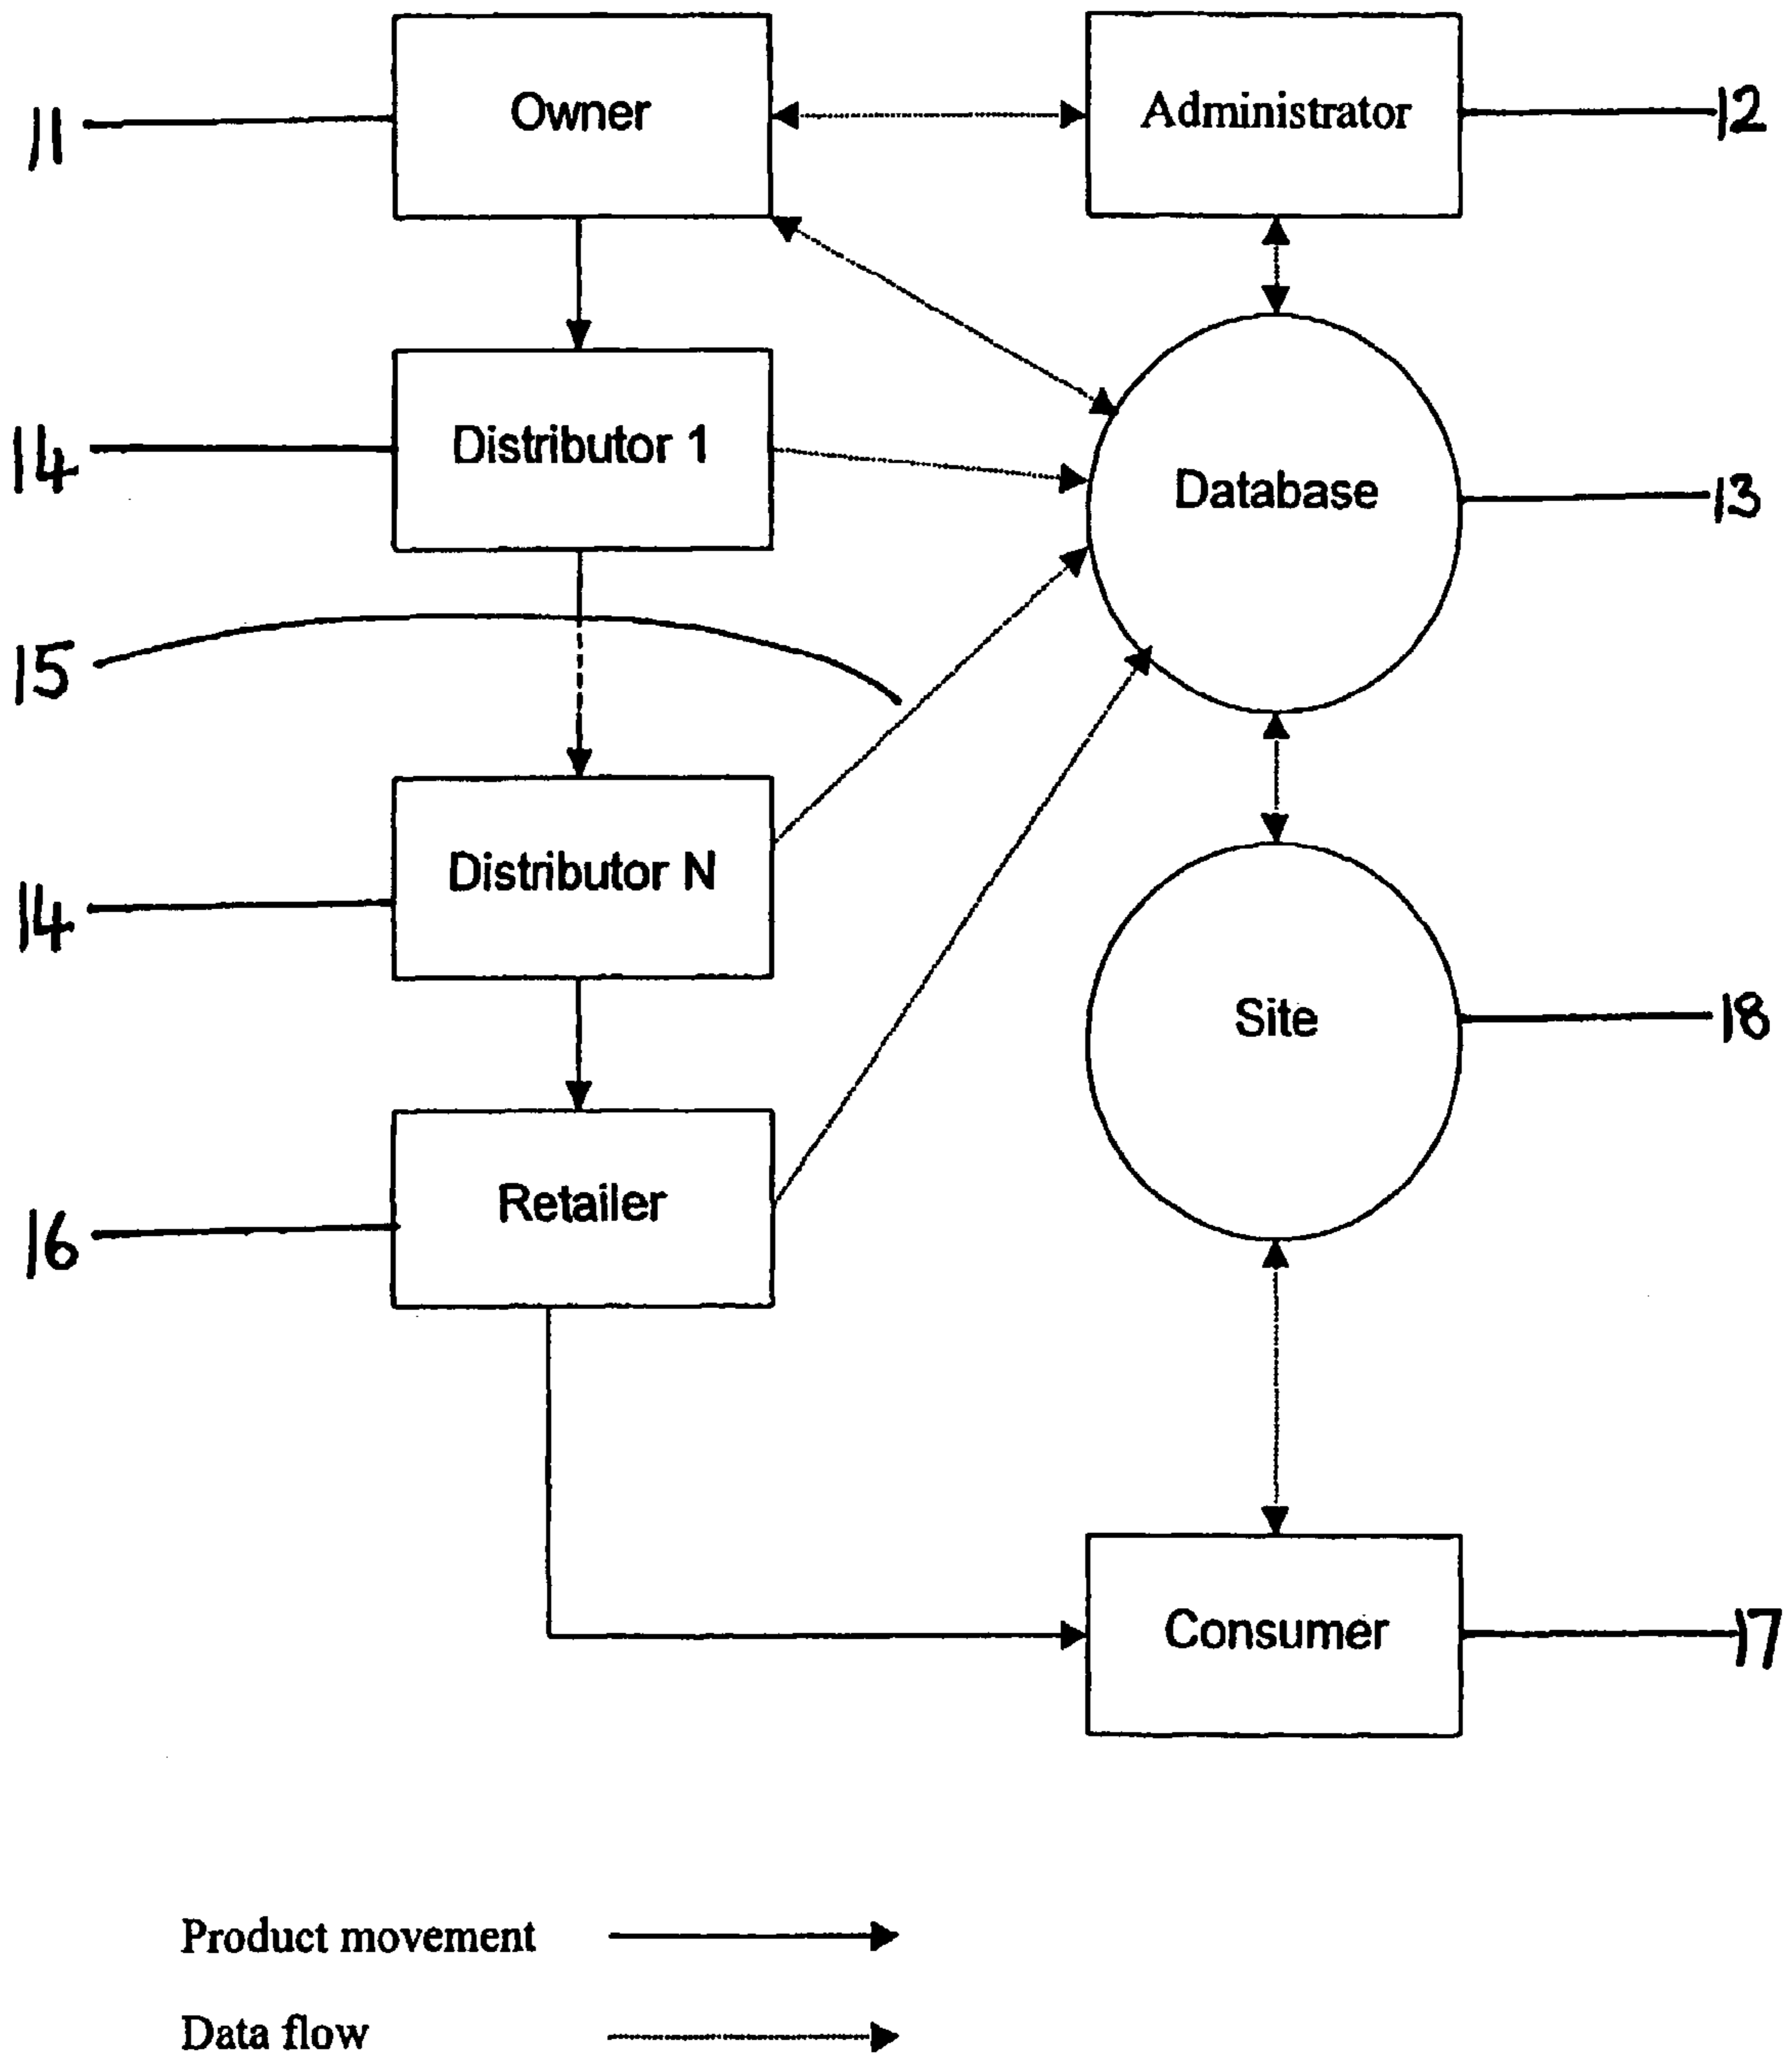 Owner
Administrator
11
12
Distributor 1
Database
14
13
15
Distributor N
14
Site
18
Retailer
16
Consumer
17
Product movement
Data flow